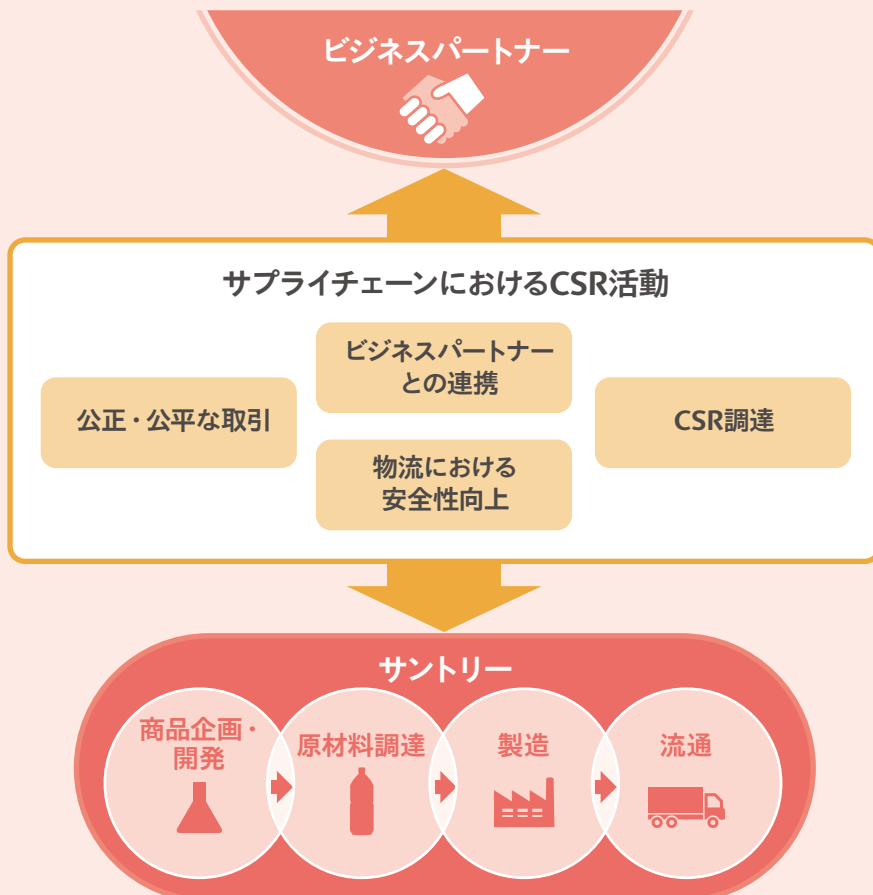 ビジネスパートナー
サプライチェーンにおけるCSR活動
公正・公平な取引
ビジネスパートナー
との連携
物流における
安全性向上
CSR調達
サントリー
商品企画・
開発
原材料調達
製造
流通